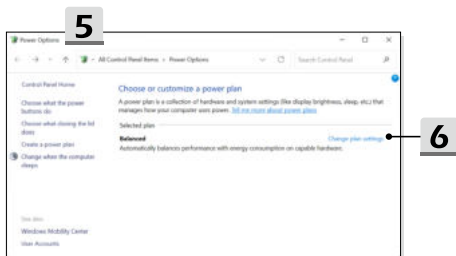 5
Power Options
All Control Panel Items > Power Options
Search Control Panel
Control Panel Home
Choose what the power
buttons do
Choose what closing the lid
does
Create a power plan
Change when the computer
sleeps
Choose or customize a power plan
A power plan is a collection of hardware and system settings (like display brightness, sleep, etc.) that
manages how your computer uses power. Tell me more about power plans
Selected plan
Balanced
Change plan settings
Automatically balances performance with energy consumption on capable hardware.
6
See also
Windows Mobility Center
User Accounts